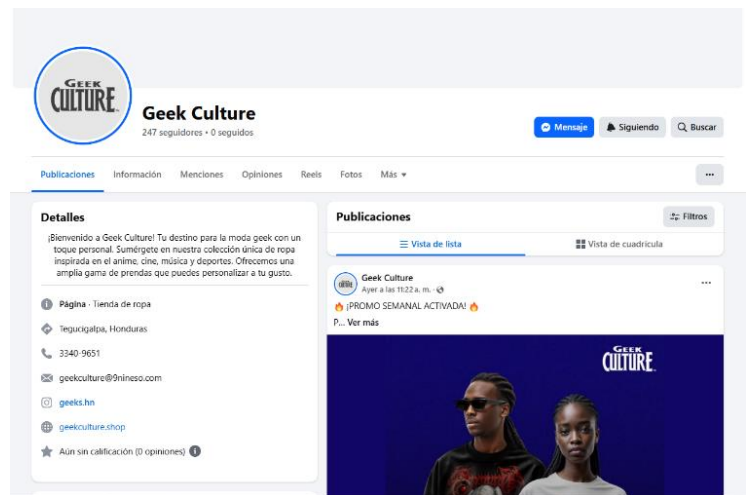 GEEK
CULTURE
Geek Culture
247 seguidores • 0 seguidos
Mensaje
Siguiendo
Buscar
Publicaciones
Información
Menciones
Opiniones
Reels
Fotos
Más
Detalles
¡Bienvenido a Geek Culture! Tu destino para la moda geek con un
toque personal. Sumérgete en nuestra colección única de ropa
inspirada en el anime, cine, música y deportes. Ofrecemos una
amplia gama de prendas que puedes personalizar a tu gusto.
Página · Tienda de ropa
Tegucigalpa, Honduras
3340-9651
geekculture@9nineso.com
geeks.hn
geekculture.shop
Aún sin calificación (0 opiniones)
Publicaciones
Filtros
Vista de lista
Vista de cuadrícula
Geek Culture
Ayer a las 11:22 a. m. ·
🔥 ¡PROMO SEMANAL ACTIVADA! 🔥
P... Ver más
GEEK
CULTURE